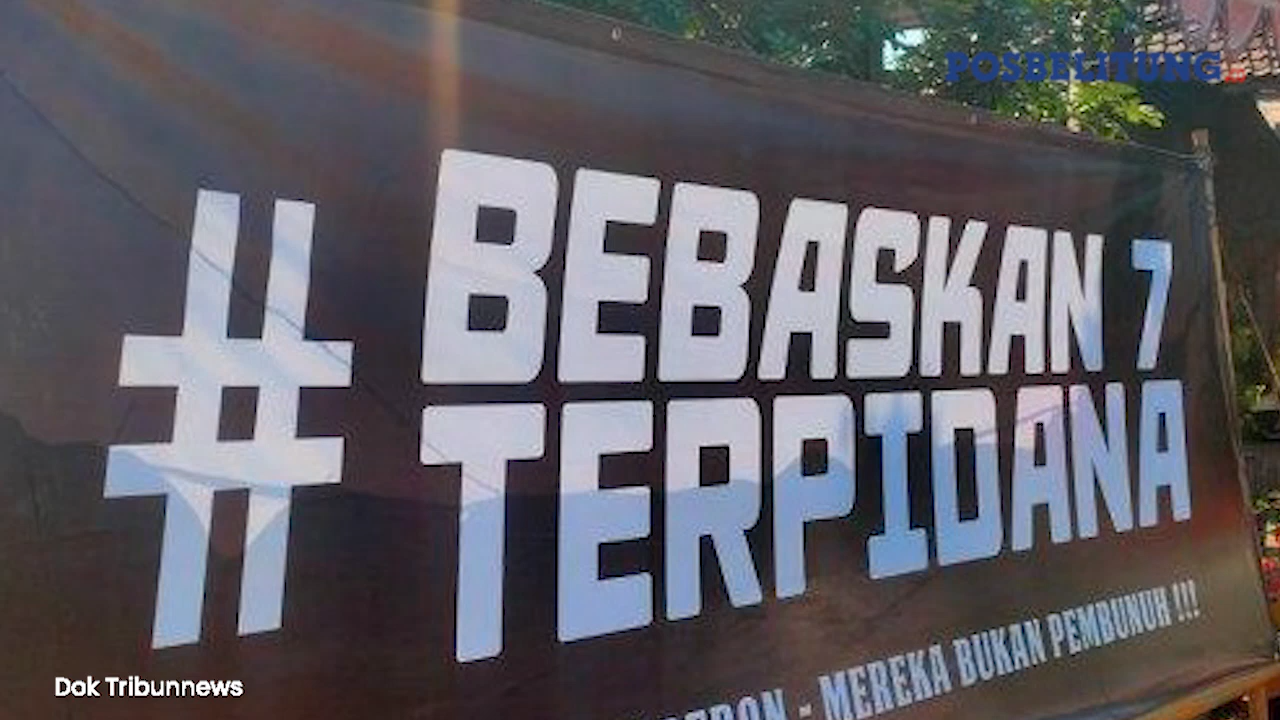 POSBELITUNG
# BEBASKAN 7
TERPIDANA
- MEREKA BUKAN PEMBUNUH !!!
Dok Tribunnews